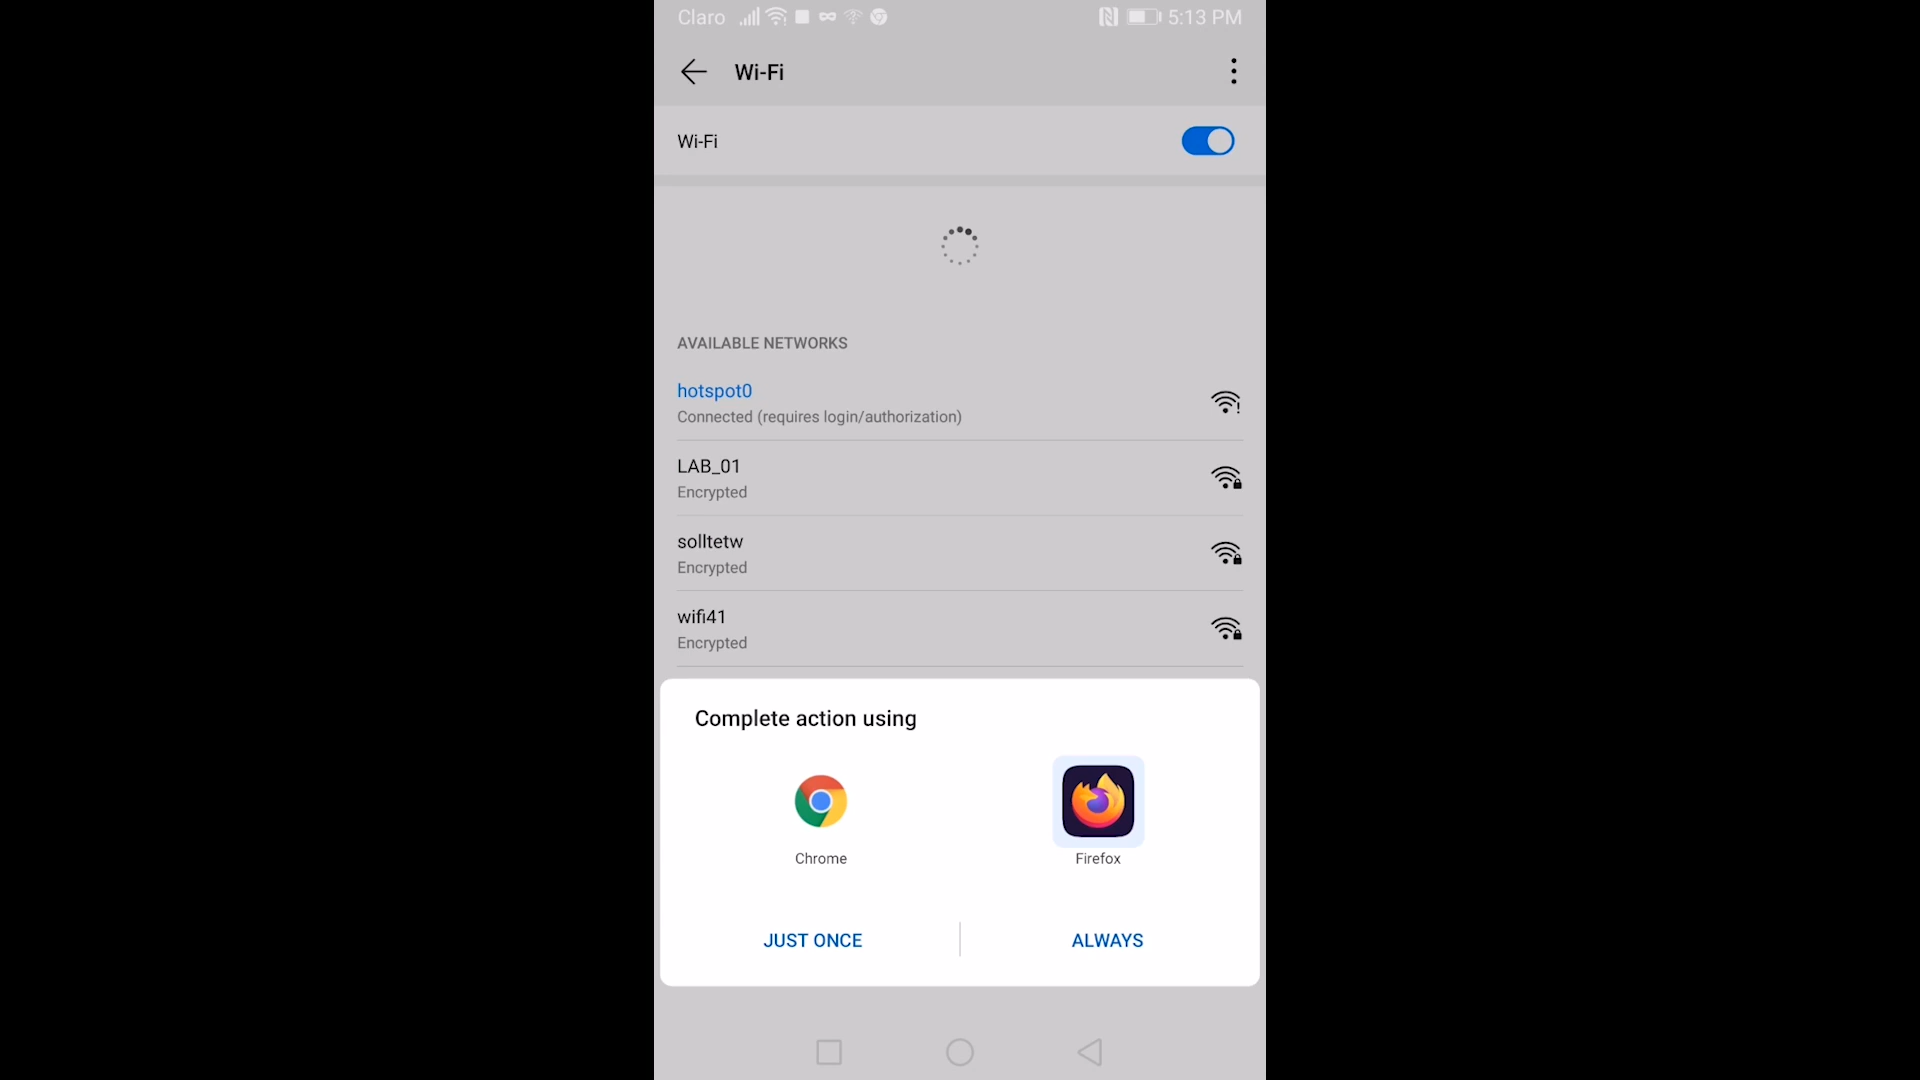 Claro 5:13 PM
Wi-Fi
Wi-Fi
AVAILABLE NETWORKS
hotspot0
Connected (requires login/authorization)
LAB_01
Encrypted
solltetw
Encrypted
wifi41
Encrypted
Complete action using
Chrome Firefox
JUST ONCE ALWAYS